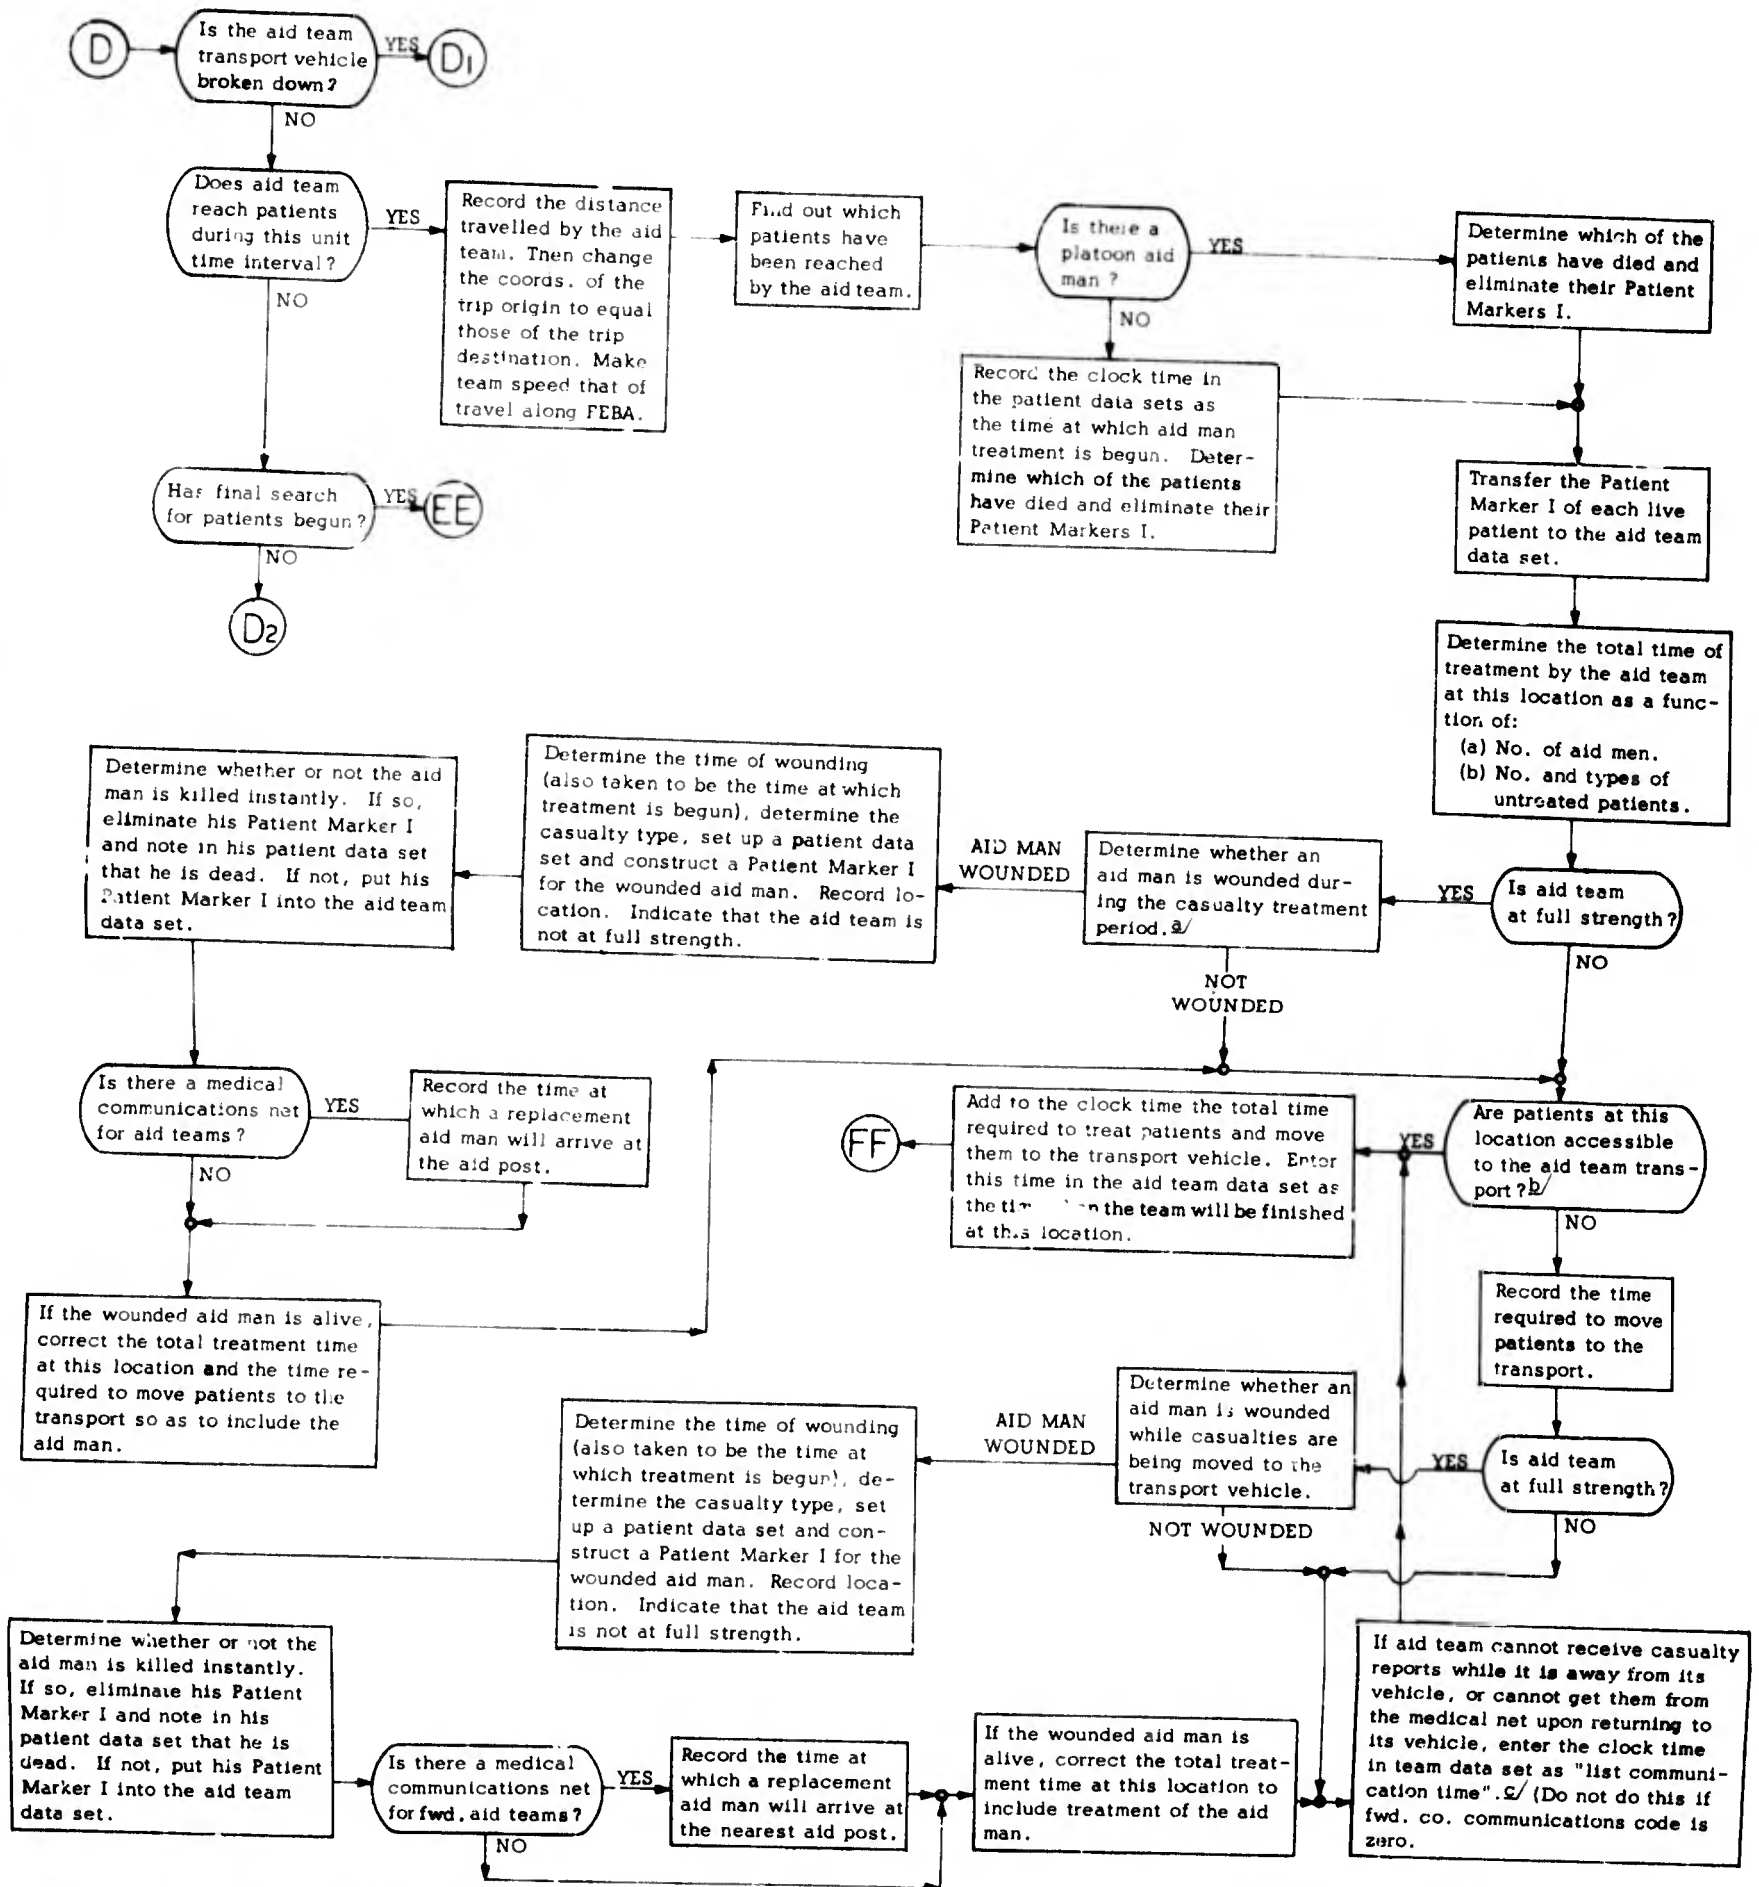 D
Is the aid team
transport vehicle
broken down?
YES
D1
NO
Does aid team
reach patients
during this unit
time interval?
YES
NO
Record the distance
travelled by the aid
team. Then change
the coords. of the
trip origin to equal
those of the trip
destination. Make
team speed that of
travel along FEBA.
Find out which
patients have
been reached
by the aid team.
Is there a
platoon aid
man ?
YES
NO
Determine which of the
patients have died and
eliminate their Patient
Markers I.
Record the clock time in
the patient data sets as
the time at which aid man
treatment is begun. Deter-
mine which of the patients
have died and eliminate their
Patient Markers I.
Has final search
for patients begun?
YES
EE
NO
D2
Transfer the Patient
Marker I of each live
patient to the aid team
data set.
Determine the total time of
treatment by the aid team
at this location as a func-
tion of:
(a) No. of aid men.
(b) No. and types of
untreated patients.
Is aid team
at full strength?
YES
NO
Determine whether an
aid man is wounded dur-
ing the casualty treatment
period. a/
AID MAN
WOUNDED
NOT
WOUNDED
Determine the time of wounding
(also taken to be the time at which
treatment is begun), determine the
casualty type, set up a patient data
set and construct a Patient Marker I
for the wounded aid man. Record lo-
cation. Indicate that the aid team is
not at full strength.
Determine whether or not the aid
man is killed instantly. If so,
eliminate his Patient Marker I
and note in his patient data set
that he is dead. If not, put his
Patient Marker I into the aid team
data set.
Is there a medical
communications net
for aid teams?
YES
NO
Record the time at
which a replacement
aid man will arrive at
the aid post.
If the wounded aid man is alive,
correct the total treatment time
at this location and the time re-
quired to move patients to the
transport so as to include the
aid man.
Are patients at this
location accessible
to the aid team trans-
port? b/
YES
NO
Add to the clock time the total time
required to treat patients and move
them to the transport vehicle. Enter
this time in the aid team data set as
the the team will be finished
at this location.
FF
Record the time
required to move
patients to the
transport.
Is aid team
at full strength?
YES
NO
Determine whether an
aid man is wounded
while casualties are
being moved to the
transport vehicle.
AID MAN
WOUNDED
NOT WOUNDED
Determine the time of wounding
(also taken to be the time at
which treatment is begun), de-
termine the casualty type, set
up a patient data set and con-
struct a Patient Marker I for the
wounded aid man. Record loca-
tion. Indicate that the aid team
is not at full strength.
Determine whether or not the
aid man is killed instantly.
If so, eliminate his Patient
Marker I and note in his
patient data set that he is
dead. If not, put his Patient
Marker I into the aid team
data set.
Is there a medical
communications net
for fwd. aid teams?
YES
NO
Record the time at
which a replacement
aid man will arrive at
the nearest aid post.
If the wounded aid man is
alive, correct the total treat-
ment time at this location to
include treatment of the aid
man.
If aid team cannot receive casualty
reports while it is away from its
vehicle, or cannot get them from
the medical net upon returning to
its vehicle, enter the clock time
in team data set as "list communi-
cation time". c/ (Do not do this if
fwd. co. communications code is
zero.